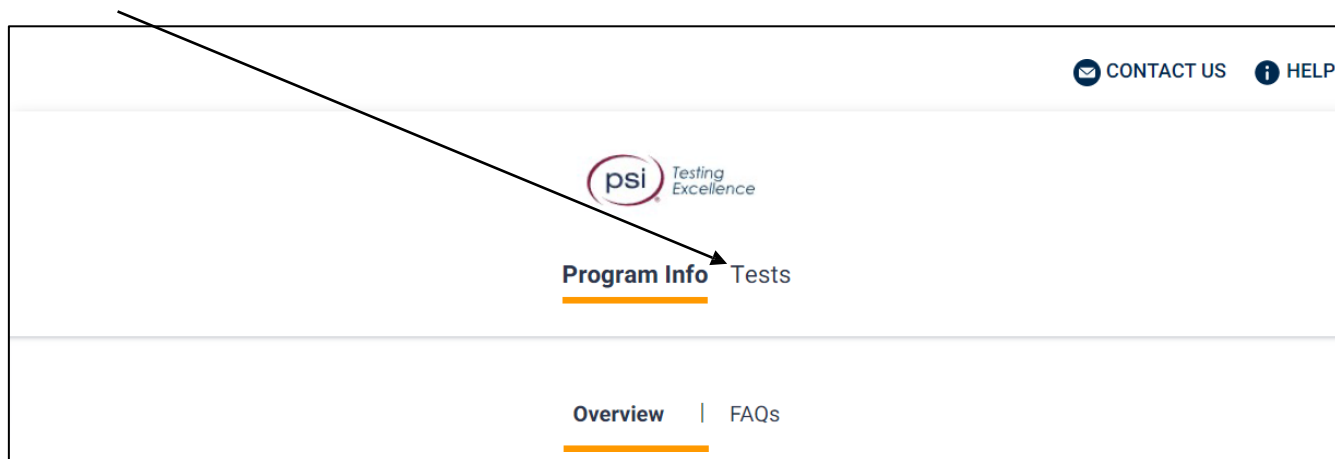 CONTACT US HELP
psi Testing
Excellence
Program Info Tests
Overview | FAQs